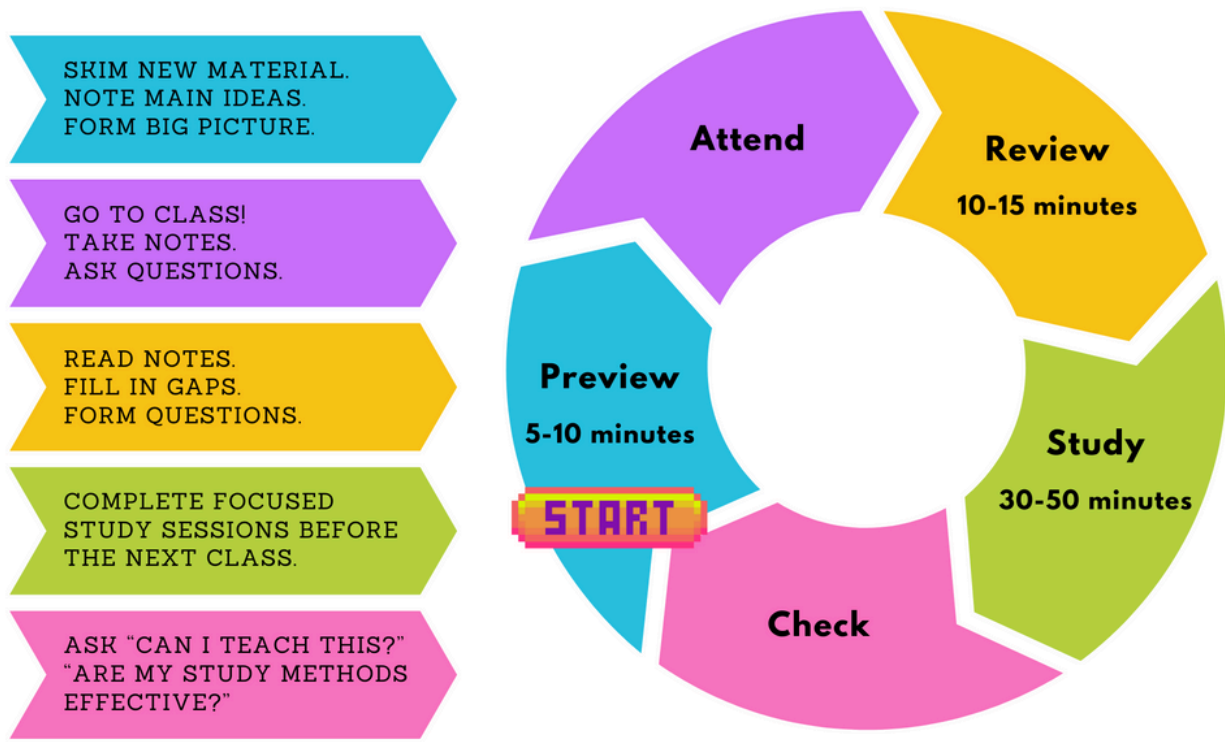 SKIM NEW MATERIAL.
NOTE MAIN IDEAS.
FORM BIG PICTURE.
GO TO CLASS!
TAKE NOTES.
ASK QUESTIONS.
READ NOTES.
FILL IN GAPS.
FORM QUESTIONS.
COMPLETE FOCUSED
STUDY SESSIONS BEFORE
THE NEXT CLASS.
ASK “CAN I TEACH THIS?”
“ARE MY STUDY METHODS
EFFECTIVE?”
START
Preview
5-10 minutes
Attend
Review
10-15 minutes
Study
30-50 minutes
Check